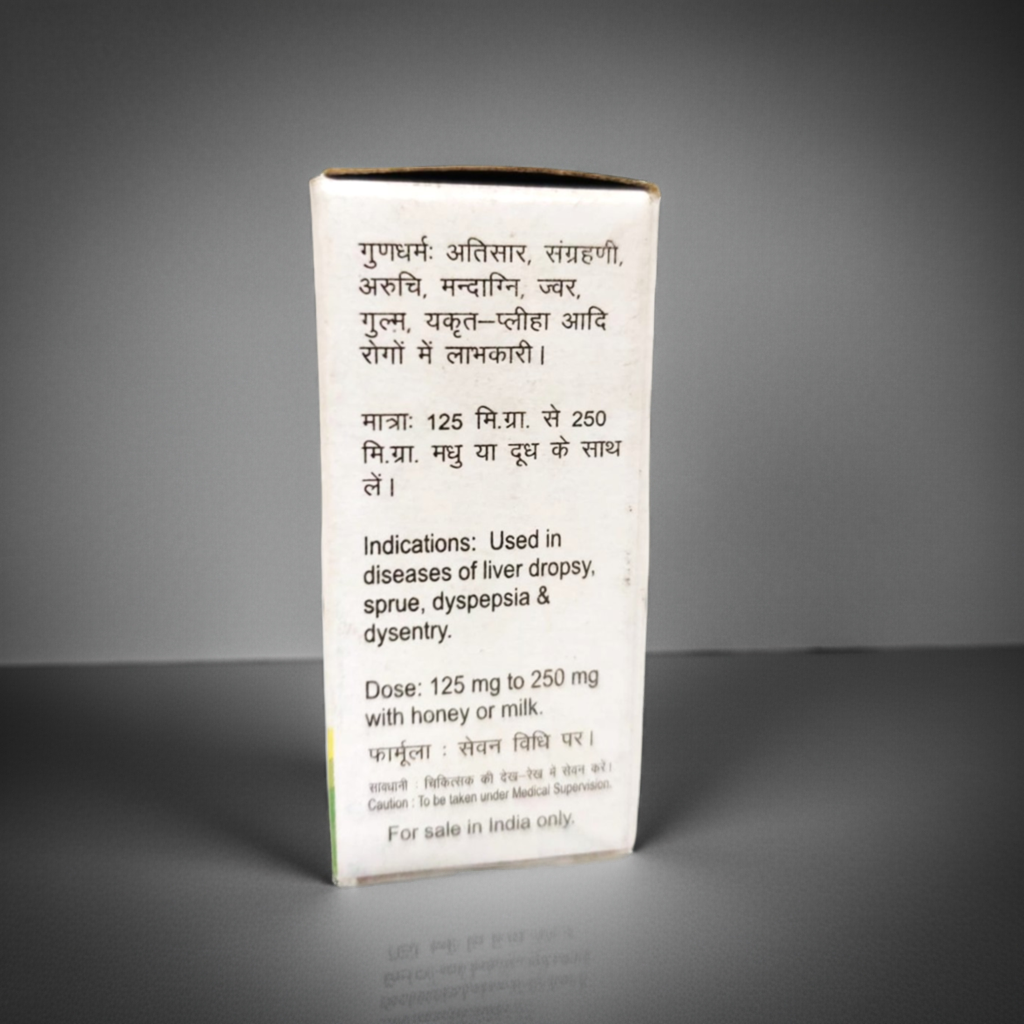 गुणधर्मः अतिसार, संग्रहणी,
अरुचि, मन्दाग्नि, ज्वर,
गुल्म, यकृत–प्लीहा आदि
रोगों में लाभकारी।
मात्राः 125 मि.ग्रा. से 250
मि.ग्रा. मधु या दूध के साथ
लें।
Indications: Used in
diseases of liver dropsy,
sprue, dyspepsia &
dysentry.
Dose: 125 mg to 250 mg
with honey or milk.
फार्मूला : सेवन विधि पर।
सावधानी : चिकित्सक की देख–रेख में सेवन करें।
Caution : To be taken under Medical Supervision.
For sale in India only.